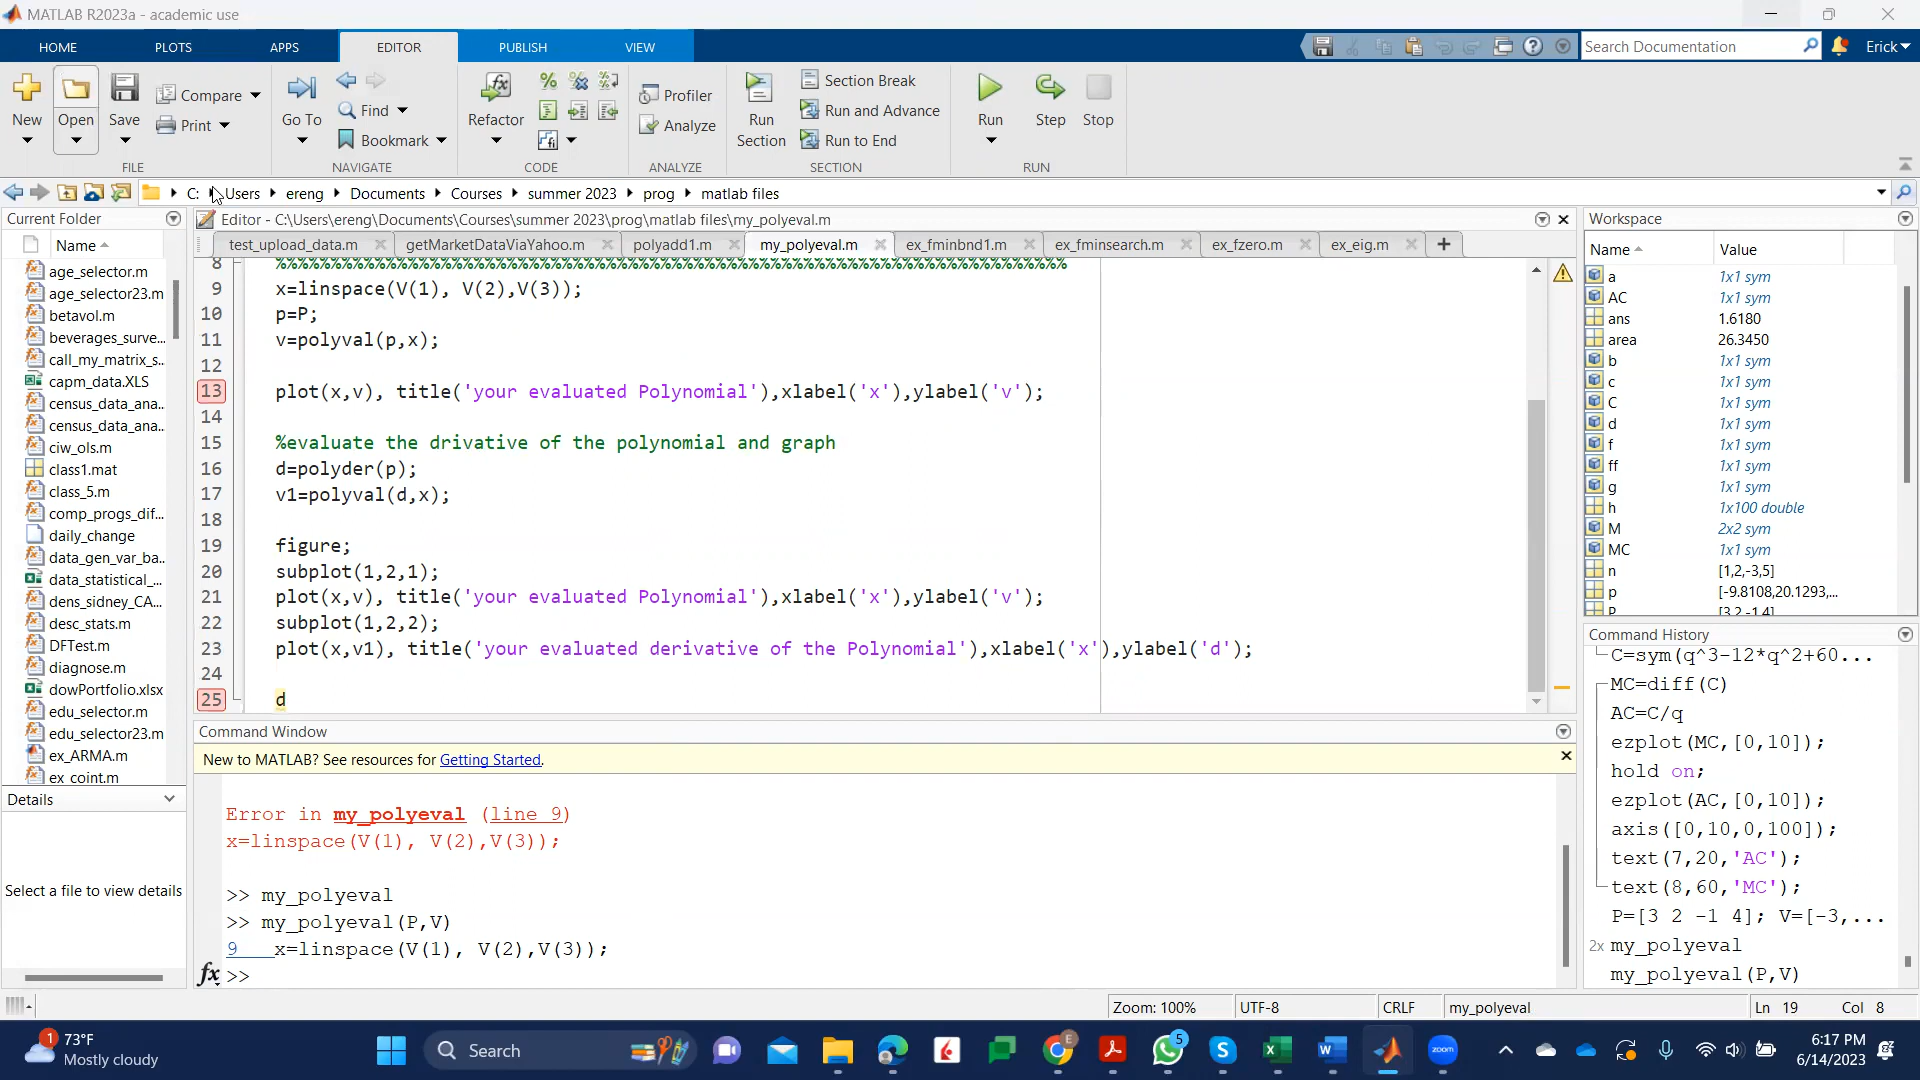 MATLAB R2023a - academic use
HOME PLOTS APPS EDITOR PUBLISH VIEW
Search Documentation
Erick
New
Open
Save
Compare
Print
FILE
Go To
Find
Bookmark
NAVIGATE
Refactor
CODE
Profiler
Analyze
ANALYZE
Run
Section
Section Break
Run and Advance
Run to End
SECTION
Run
Step
Stop
RUN
C: Users ereng Documents Courses summer 2023 prog matlab files
Current Folder
Name
age_selector.m
age_selector23.m
betavol.m
beverages_surve...
call_my_matrix_s...
capm_data.XLS
census_data_ana...
census_data_ana...
ciw_ols.m
class1.mat
class_5.m
comp_progs_dif...
daily_change
data_gen_var_ba...
data_statistical_...
dens_sidney_CA...
desc_stats.m
DFTest.m
diagnose.m
dowPortfolio.xlsx
edu_selector.m
edu_selector23.m
ex_ARMA.m
ex_coint.m
Details
Select a file to view details
Editor - C:\Users\ereng\Documents\Courses\summer 2023\prog\matlab files\my_polyeval.m
test_upload_data.m getMarketDataViaYahoo.m polyadd1.m my_polyeval.m ex_fminbnd1.m ex_fminsearch.m ex_fzero.m ex_eig.m
8 %%%%%%%%%%%%%%%%%%%%%%%%%%%%%%%%%%%%%%%%%%%%%%%%%%%%%%%%%%%%%%%%%%%%%%%%%%
9 x=linspace(V(1), V(2),V(3));
10 p=P;
11 v=polyval(p,x);
12
13 plot(x,v), title('your evaluated Polynomial'),xlabel('x'),ylabel('v');
14
15 %evaluate the drivative of the polynomial and graph
16 d=polyder(p);
17 v1=polyval(d,x);
18
19 figure;
20 subplot(1,2,1);
21 plot(x,v), title('your evaluated Polynomial'),xlabel('x'),ylabel('v');
22 subplot(1,2,2);
23 plot(x,v1), title('your evaluated derivative of the Polynomial'),xlabel('x'),ylabel('d');
24
25 d
Command Window
New to MATLAB? See resources for Getting Started.
Error in my_polyeval (line 9)
x=linspace(V(1), V(2),V(3));
>> my_polyeval
>> my_polyeval(P,V)
9 x=linspace(V(1), V(2),V(3));
fx >>
Workspace
Name Value
a 1x1 sym
AC 1x1 sym
ans 1.6180
area 26.3450
b 1x1 sym
c 1x1 sym
C 1x1 sym
d 1x1 sym
f 1x1 sym
ff 1x1 sym
g 1x1 sym
h 1x100 double
M 2x2 sym
MC 1x1 sym
n [1,2,-3,5]
p [-9.8108,20.1293,...
P [3,2,-1,4]
Command History
C=sym(q^3-12*q^2+60...
MC=diff(C)
AC=C/q
ezplot(MC,[0,10]);
hold on;
ezplot(AC,[0,10]);
axis([0,10,0,100]);
text(7,20,'AC');
text(8,60,'MC');
P=[3 2 -1 4]; V=[-3,...
2x my_polyeval
my_polyeval(P,V)
Zoom: 100% UTF-8 CRLF my_polyeval Ln 19 Col 8
1
73°F
Mostly cloudy
Search
E
5
zoom
6:17 PM
6/14/2023